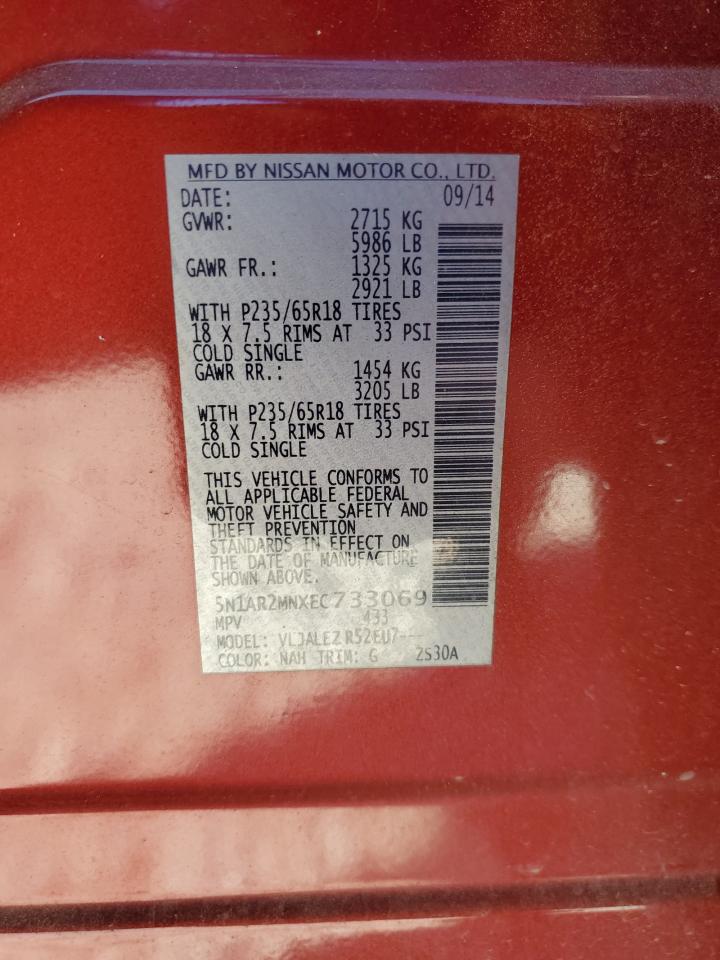 MFD BY NISSAN MOTOR CO., LTD.
DATE: 09/14
GVWR: 2715 KG
5986 LB
GAWR FR.: 1325 KG
2921 LB
WITH P235/65R18 TIRES
18 X 7.5 RIMS AT 33 PSI
COLD SINGLE
GAWR RR.: 1454 KG
3205 LB
WITH P235/65R18 TIRES
18 X 7.5 RIMS AT 33 PSI
COLD SINGLE
THIS VEHICLE CONFORMS TO
ALL APPLICABLE FEDERAL
MOTOR VEHICLE SAFETY AND
THEFT PREVENTION
STANDARDS IN EFFECT ON
THE DATE OF MANUFACTURE
SHOWN ABOVE.
5N1AR2MNXEC733069
MPV 433
MODEL: VLJALEZ R52EU7---
COLOR: NAH TRIM: G 2S30A